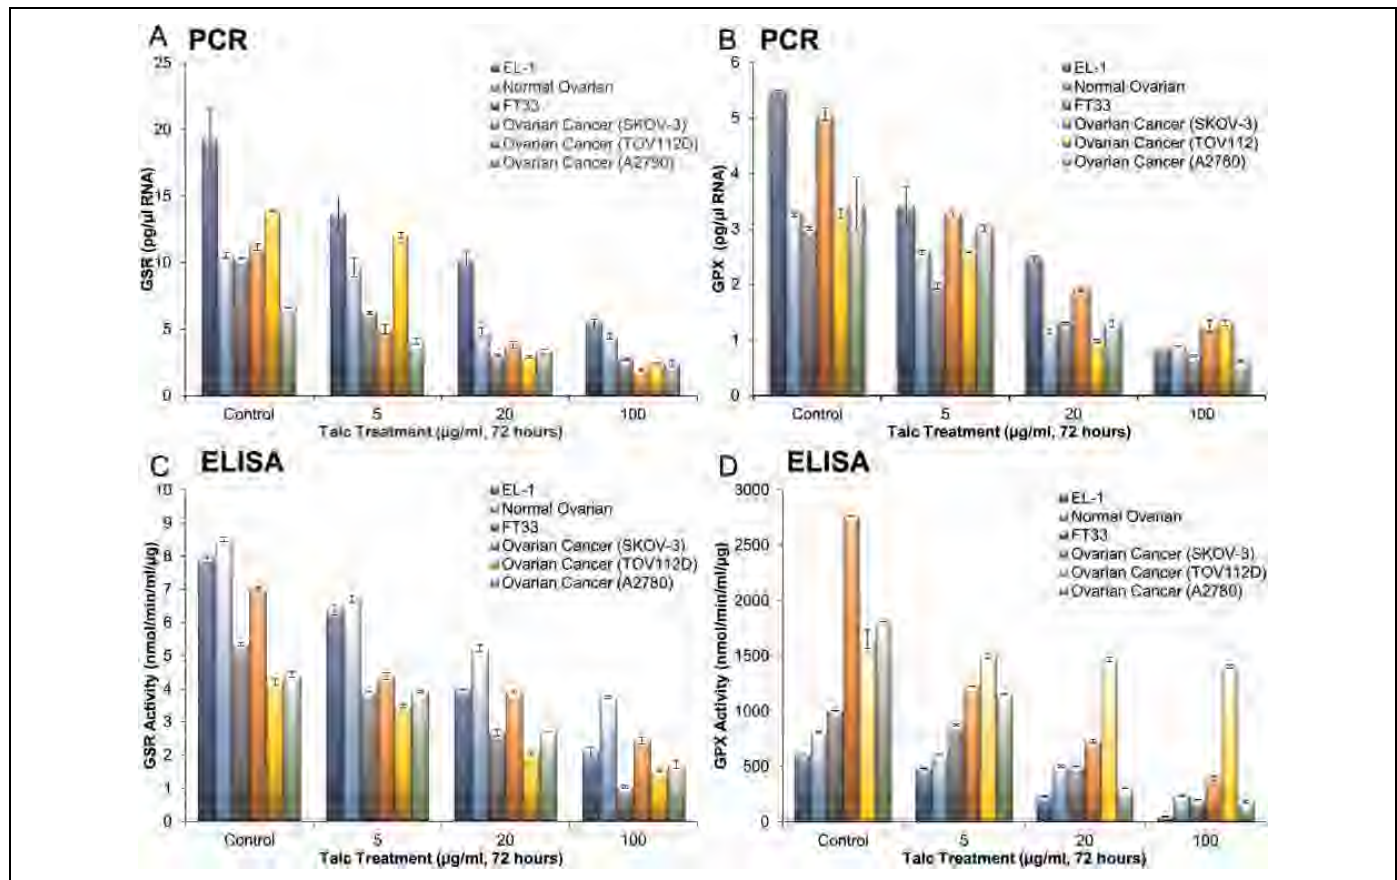 A PCR
25
20
15
10
5
0
GSR (pg/µl RNA)
EL-1
Normal Ovarian
FT33
Ovarian Cancer (SKOV-3)
Ovarian Cancer (TOV112D)
Ovarian Cancer (A2780)
Control 5 20 100
Talc Treatment (µg/ml, 72 hours)
B PCR
6
5
4
3
2
1
0
GPX (pg/µl RNA)
EL-1
Normal Ovarian
FT33
Ovarian Cancer (SKOV-3)
Ovarian Cancer (TOV112)
Ovarian Cancer (A2780)
Control 5 20 100
Talc Treatment (µg/ml, 72 hours)
C ELISA
10
9
8
7
6
5
4
3
2
1
0
GSR Activity (nmol/min/ml/µg)
EL-1
Normal Ovarian
FT33
Ovarian Cancer (SKOV-3)
Ovarian Cancer (TOV112D)
Ovarian Cancer (A2780)
Control 5 20 100
Talc Treatment (µg/ml, 72 hours)
D ELISA
3000
2500
2000
1500
1000
500
0
GPX Activity (nmol/min/ml/µg)
EL-1
Normal Ovarian
FT33
Ovarian Cancer (SKOV-3)
Ovarian Cancer (TOV112D)
Ovarian Cancer (A2780)
Control 5 20 100
Talc Treatment (µg/ml, 72 hours)